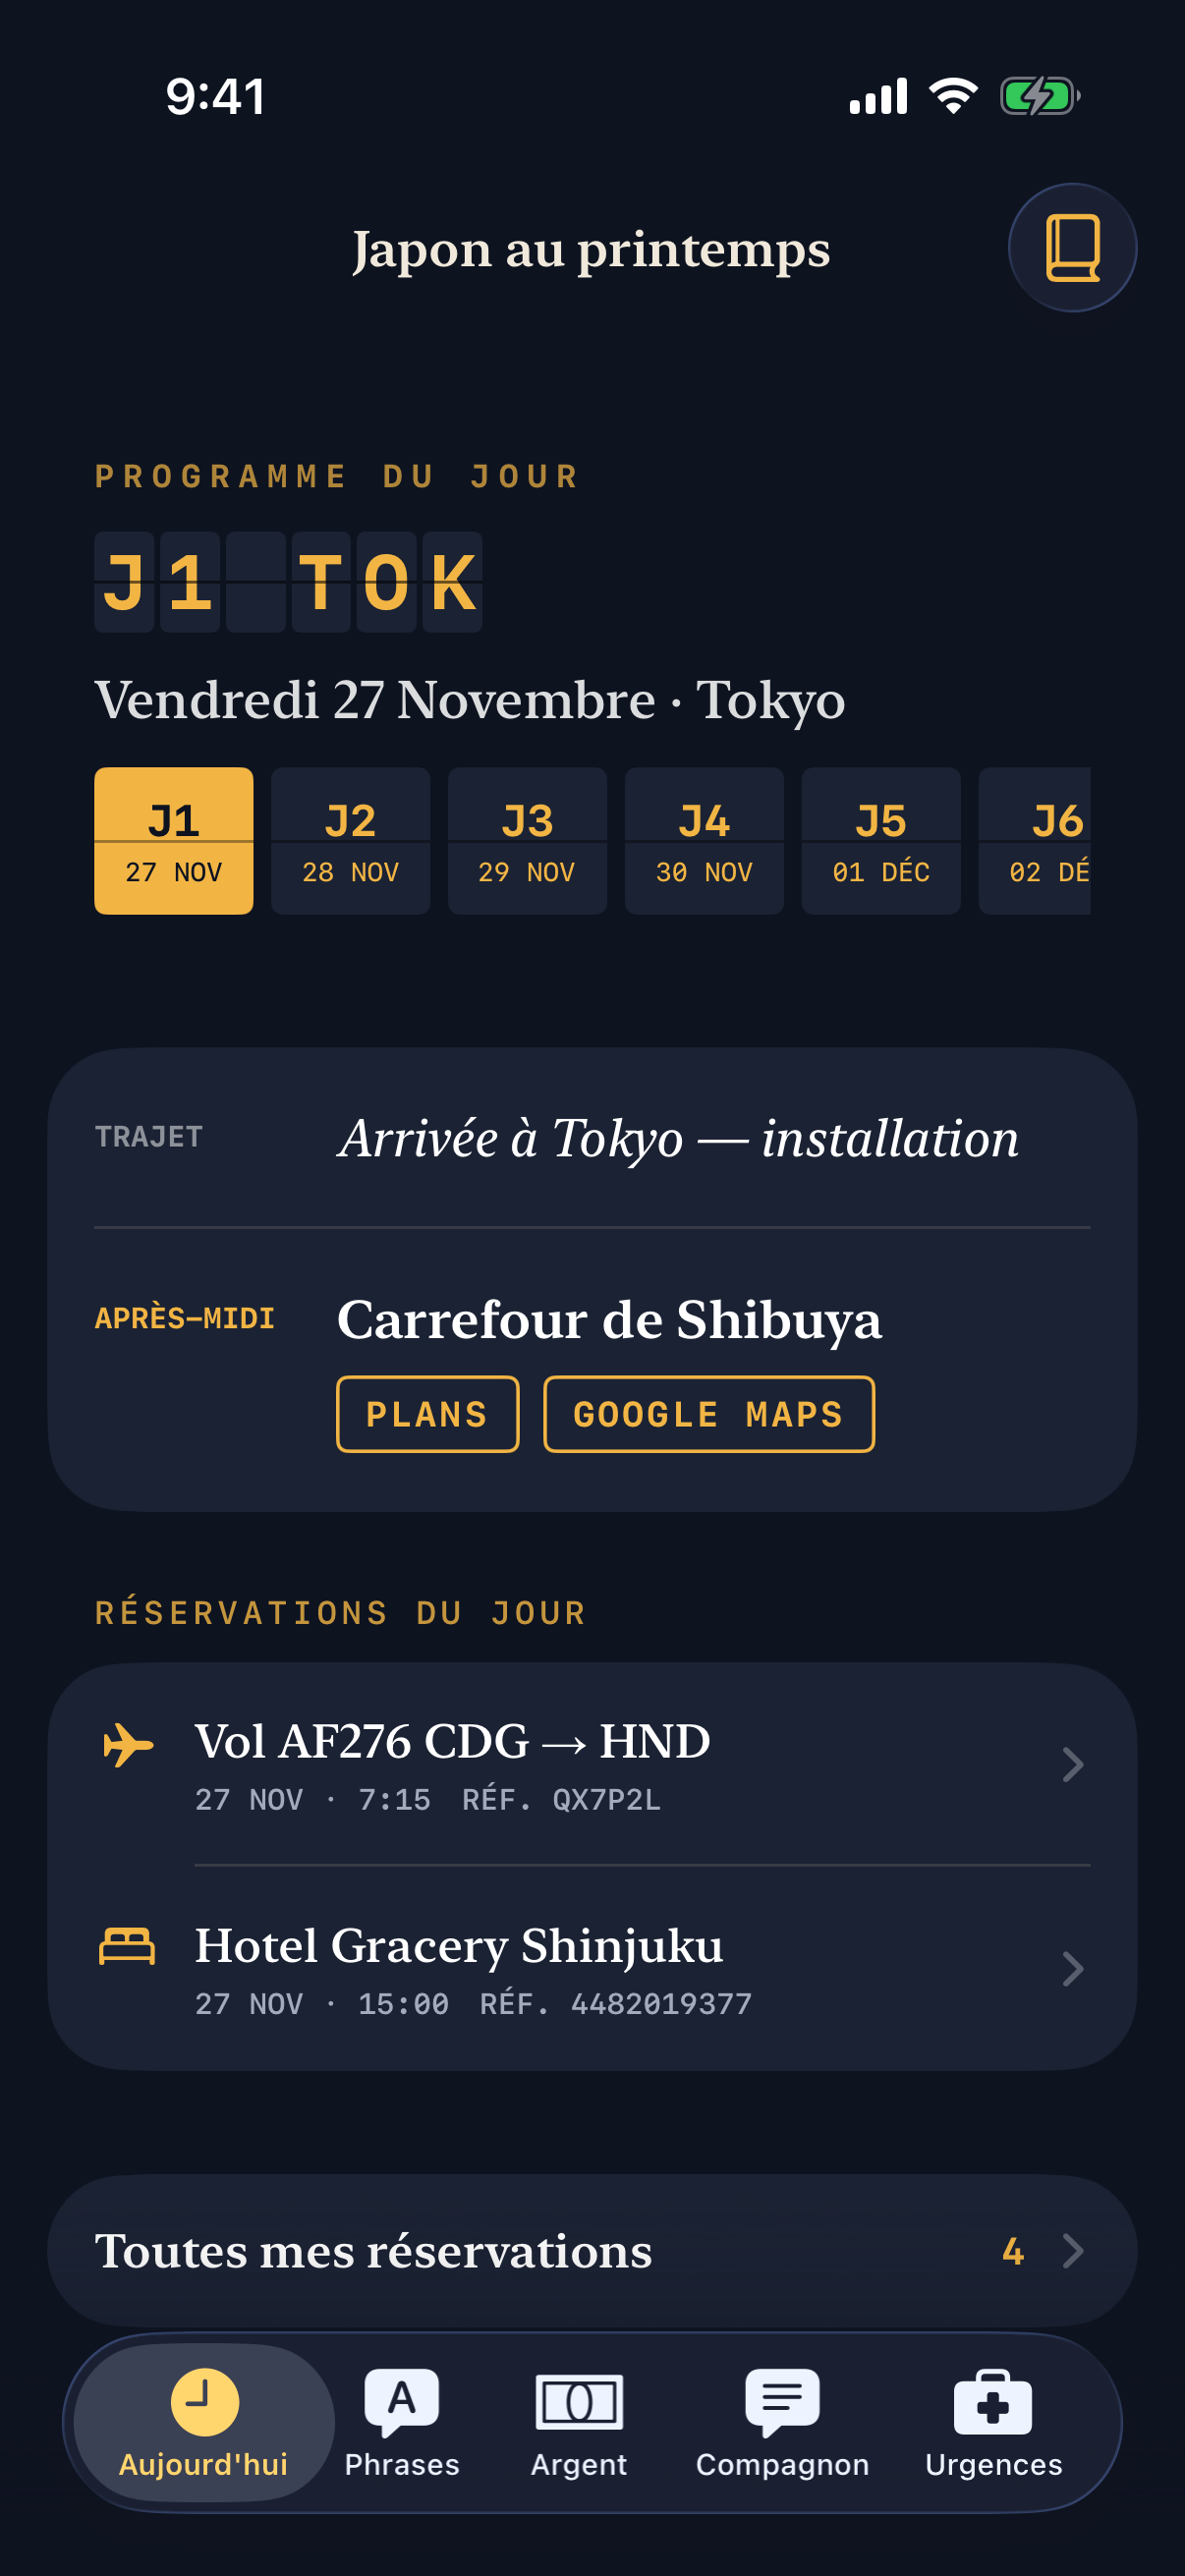 9:41
Japon au printemps
PROGRAMME DU JOUR
J1 TOK
Vendredi 27 Novembre · Tokyo
J1 J2 J3 J4 J5 J6
27 NOV 28 NOV 29 NOV 30 NOV 01 DÉC 02 DÉ
TRAJET Arrivée à Tokyo — installation
APRÈS-MIDI Carrefour de Shibuya
PLANS GOOGLE MAPS
RÉSERVATIONS DU JOUR
Vol AF276 CDG → HND
27 NOV · 7:15 RÉF. QX7P2L
Hotel Gracery Shinjuku
27 NOV · 15:00 RÉF. 4482019377
Toutes mes réservations 4
A
Aujourd'hui Phrases Argent Compagnon Urgences